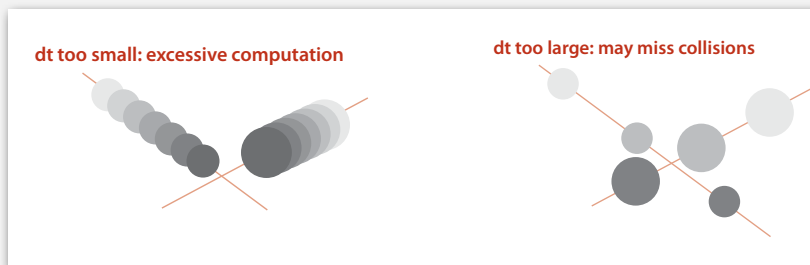 dt too small: excessive computation
dt too large: may miss collisions